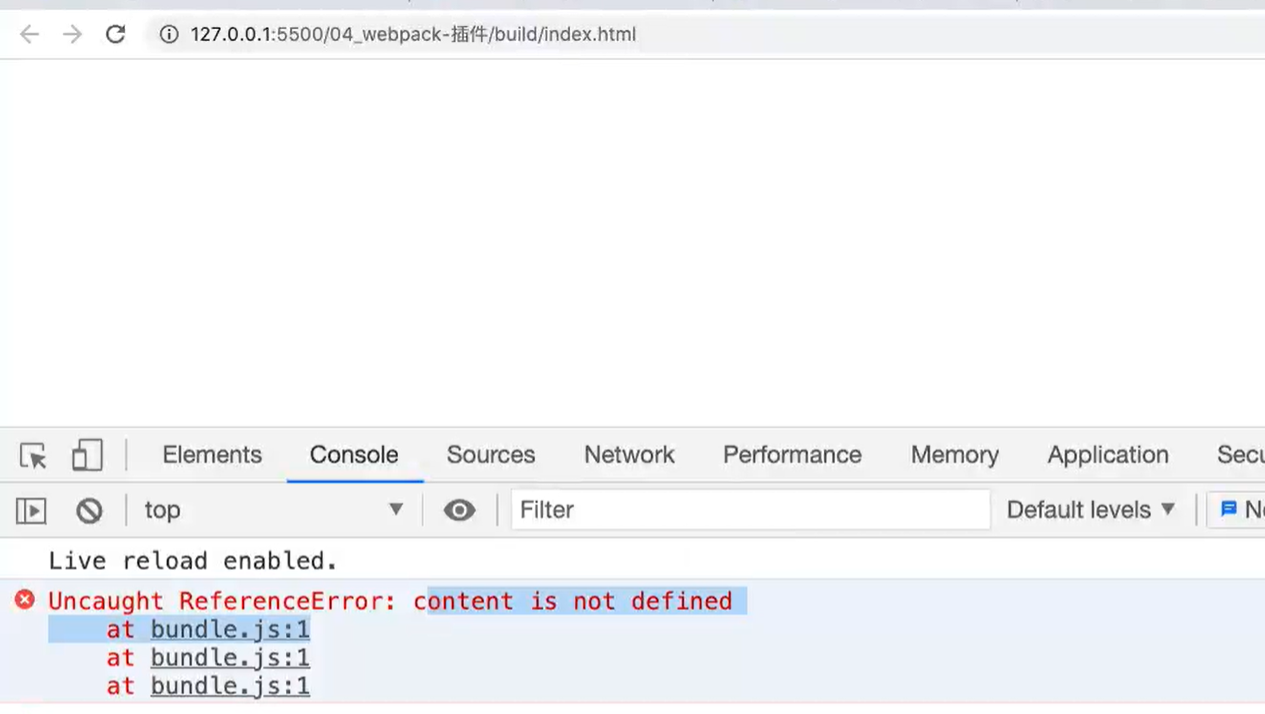 127.0.0.1:5500/04_webpack-插件/build/index.html
Elements Console Sources Network Performance Memory Application
top Filter Default levels
Live reload enabled.
Uncaught ReferenceError: content is not defined
at bundle.js:1
at bundle.js:1
at bundle.js:1